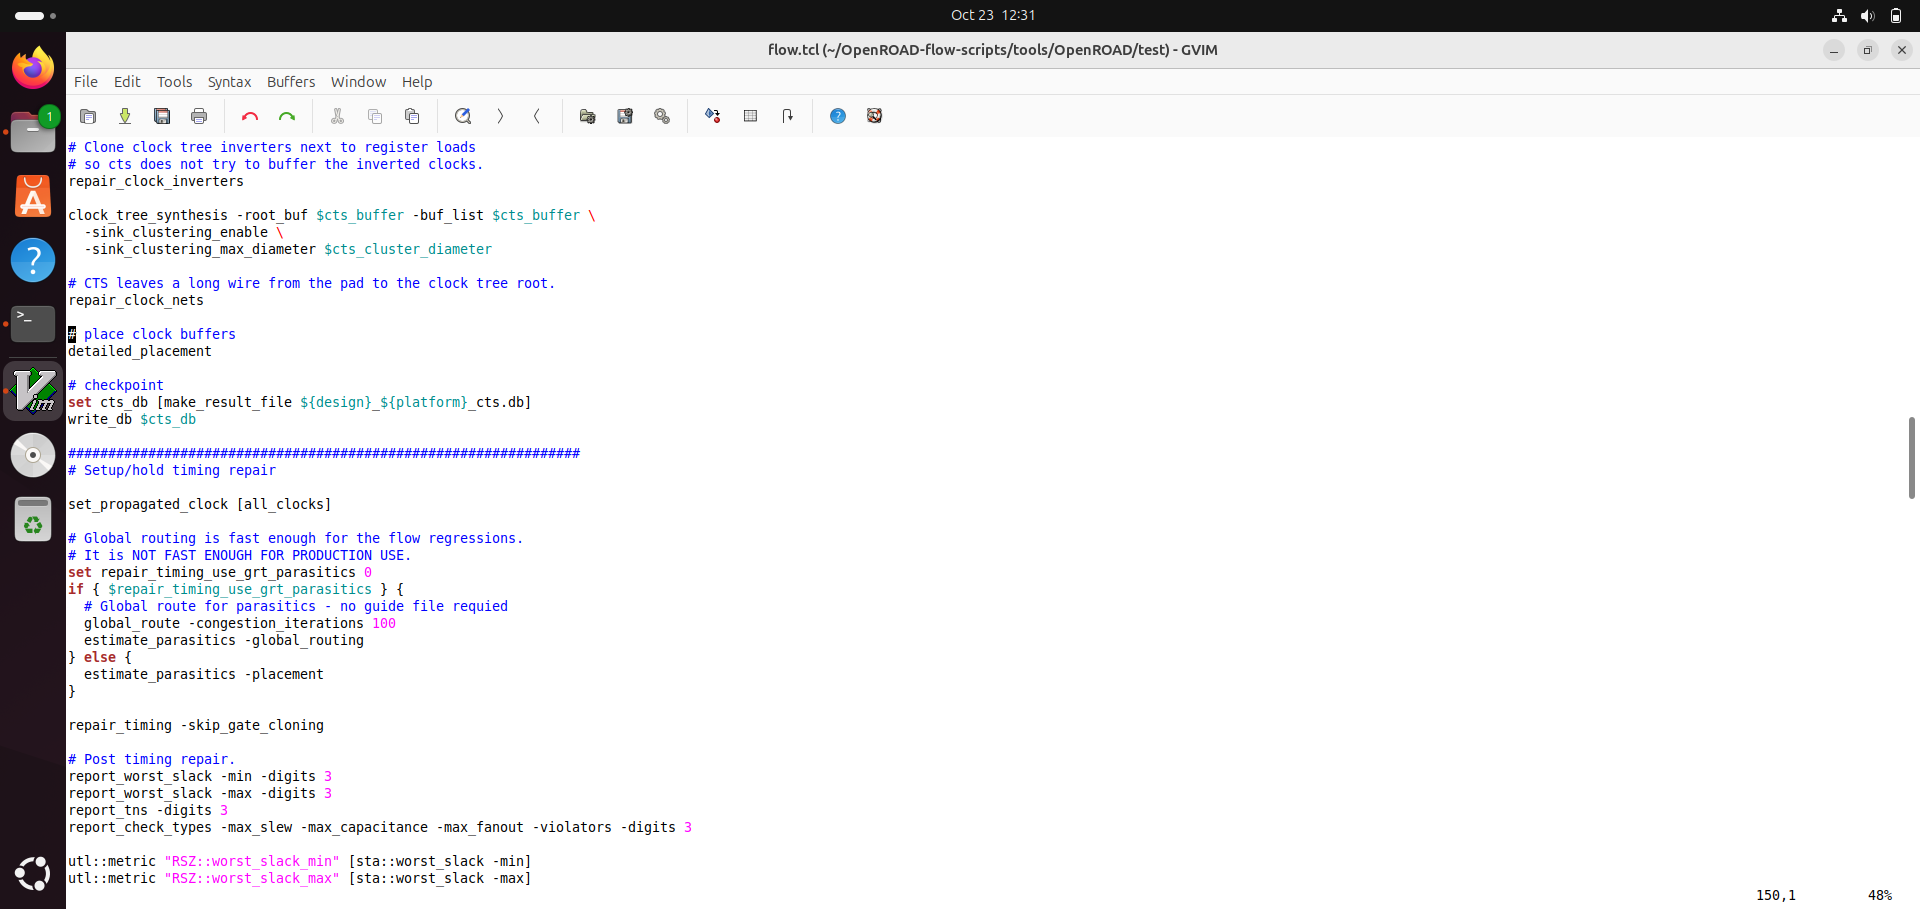 Oct 23 12:31
flow.tcl (~/OpenROAD-flow-scripts/tools/OpenROAD/test) - GVIM
File Edit Tools Syntax Buffers Window Help
1
# Clone clock tree inverters next to register loads
# so cts does not try to buffer the inverted clocks.
repair_clock_inverters
clock_tree_synthesis -root_buf $cts_buffer -buf_list $cts_buffer \
  -sink_clustering_enable \
  -sink_clustering_max_diameter $cts_cluster_diameter
# CTS leaves a long wire from the pad to the clock tree root.
repair_clock_nets
# place clock buffers
detailed_placement
# checkpoint
set cts_db [make_result_file ${design}_${platform}_cts.db]
write_db $cts_db
################################################################
# Setup/hold timing repair
set_propagated_clock [all_clocks]
# Global routing is fast enough for the flow regressions.
# It is NOT FAST ENOUGH FOR PRODUCTION USE.
set repair_timing_use_grt_parasitics 0
if { $repair_timing_use_grt_parasitics } {
  # Global route for parasitics - no guide file requied
  global_route -congestion_iterations 100
  estimate_parasitics -global_routing
} else {
  estimate_parasitics -placement
}
repair_timing -skip_gate_cloning
# Post timing repair.
report_worst_slack -min -digits 3
report_worst_slack -max -digits 3
report_tns -digits 3
report_check_types -max_slew -max_capacitance -max_fanout -violators -digits 3
utl::metric "RSZ::worst_slack_min" [sta::worst_slack -min]
utl::metric "RSZ::worst_slack_max" [sta::worst_slack -max]
150,1 48%